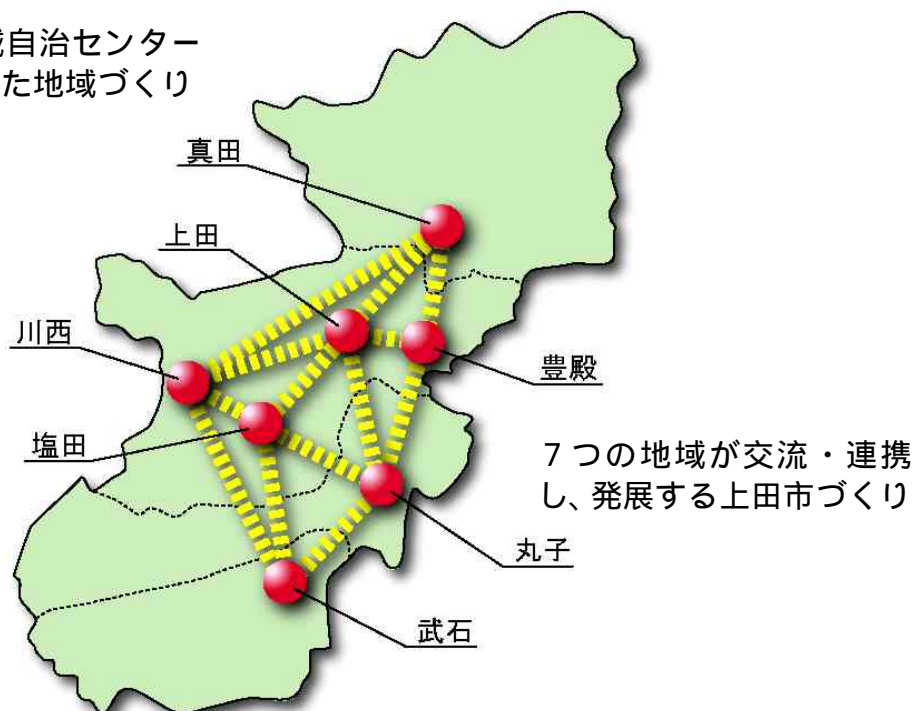 域自治センター
た地域づくり
真田
上田
川西
豊殿
塩田
７つの地域が交流・連携
し、発展する上田市づくり
丸子
武石